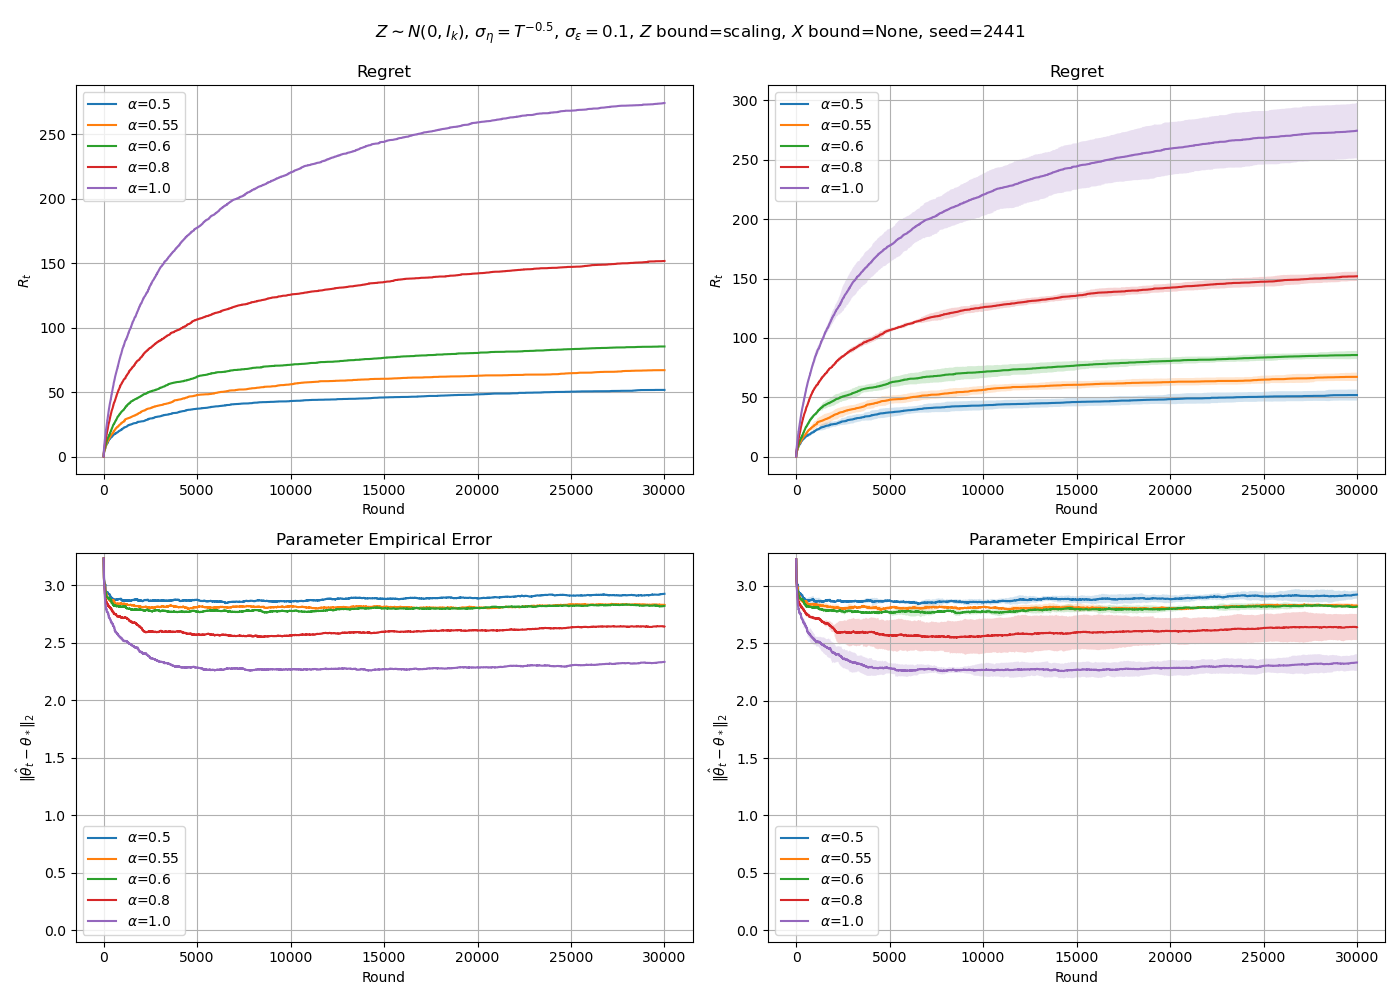 Z ~ N(0, I_k), σ_η = T^{−0.5}, σ_ε = 0.1, Z bound=scaling, X bound=None, seed=2441
Regret
R_t
250
200
150
100
50
0
α=0.5
α=0.55
α=0.6
α=0.8
α=1.0
0 5000 10000 15000 20000 25000 30000
Round
Regret
R_t
300
250
200
150
100
50
0
α=0.5
α=0.55
α=0.6
α=0.8
α=1.0
0 5000 10000 15000 20000 25000 30000
Round
Parameter Empirical Error
‖θ̂_t − θ_*‖_2
3.0
2.5
2.0
1.5
1.0
0.5
0.0
α=0.5
α=0.55
α=0.6
α=0.8
α=1.0
0 5000 10000 15000 20000 25000 30000
Round
Parameter Empirical Error
‖θ̂_t − θ_*‖_2
3.0
2.5
2.0
1.5
1.0
0.5
0.0
α=0.5
α=0.55
α=0.6
α=0.8
α=1.0
0 5000 10000 15000 20000 25000 30000
Round